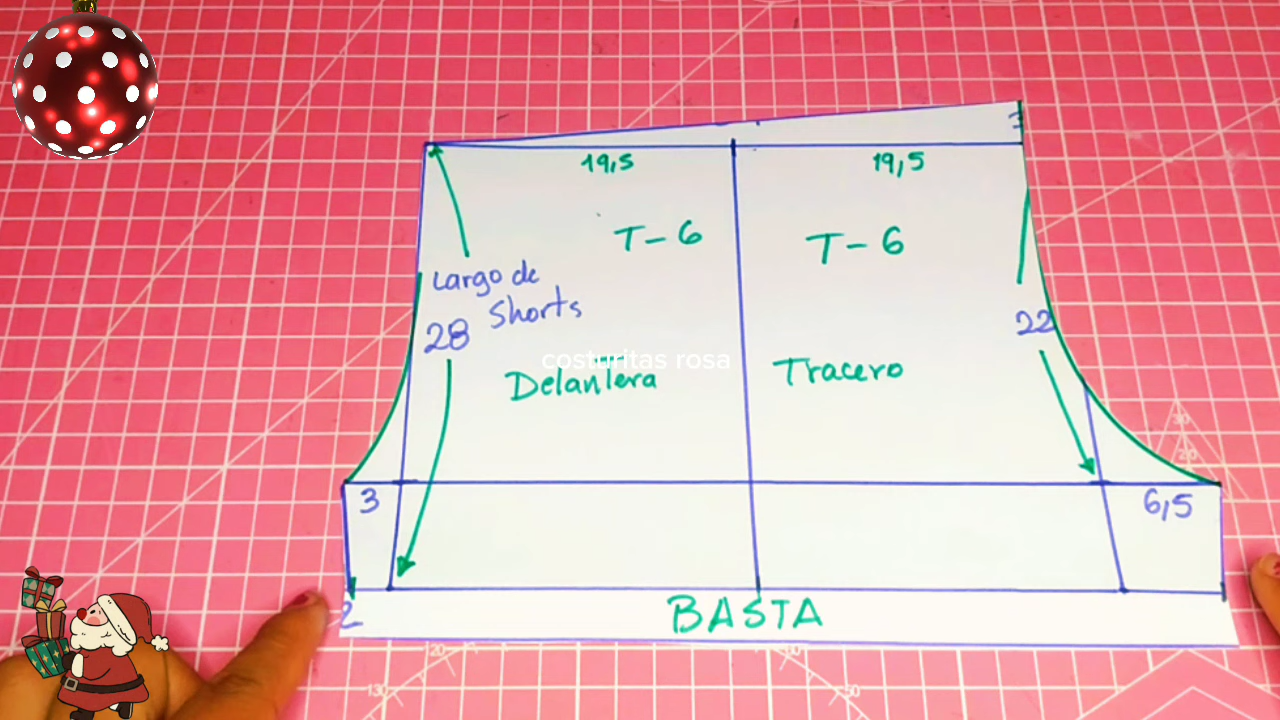 3
19,5
19,5
T-6
T-6
Largo de
Shorts
28
22
costuritas rosa
Delantera
Tracero
3
6,5
2
BASTA